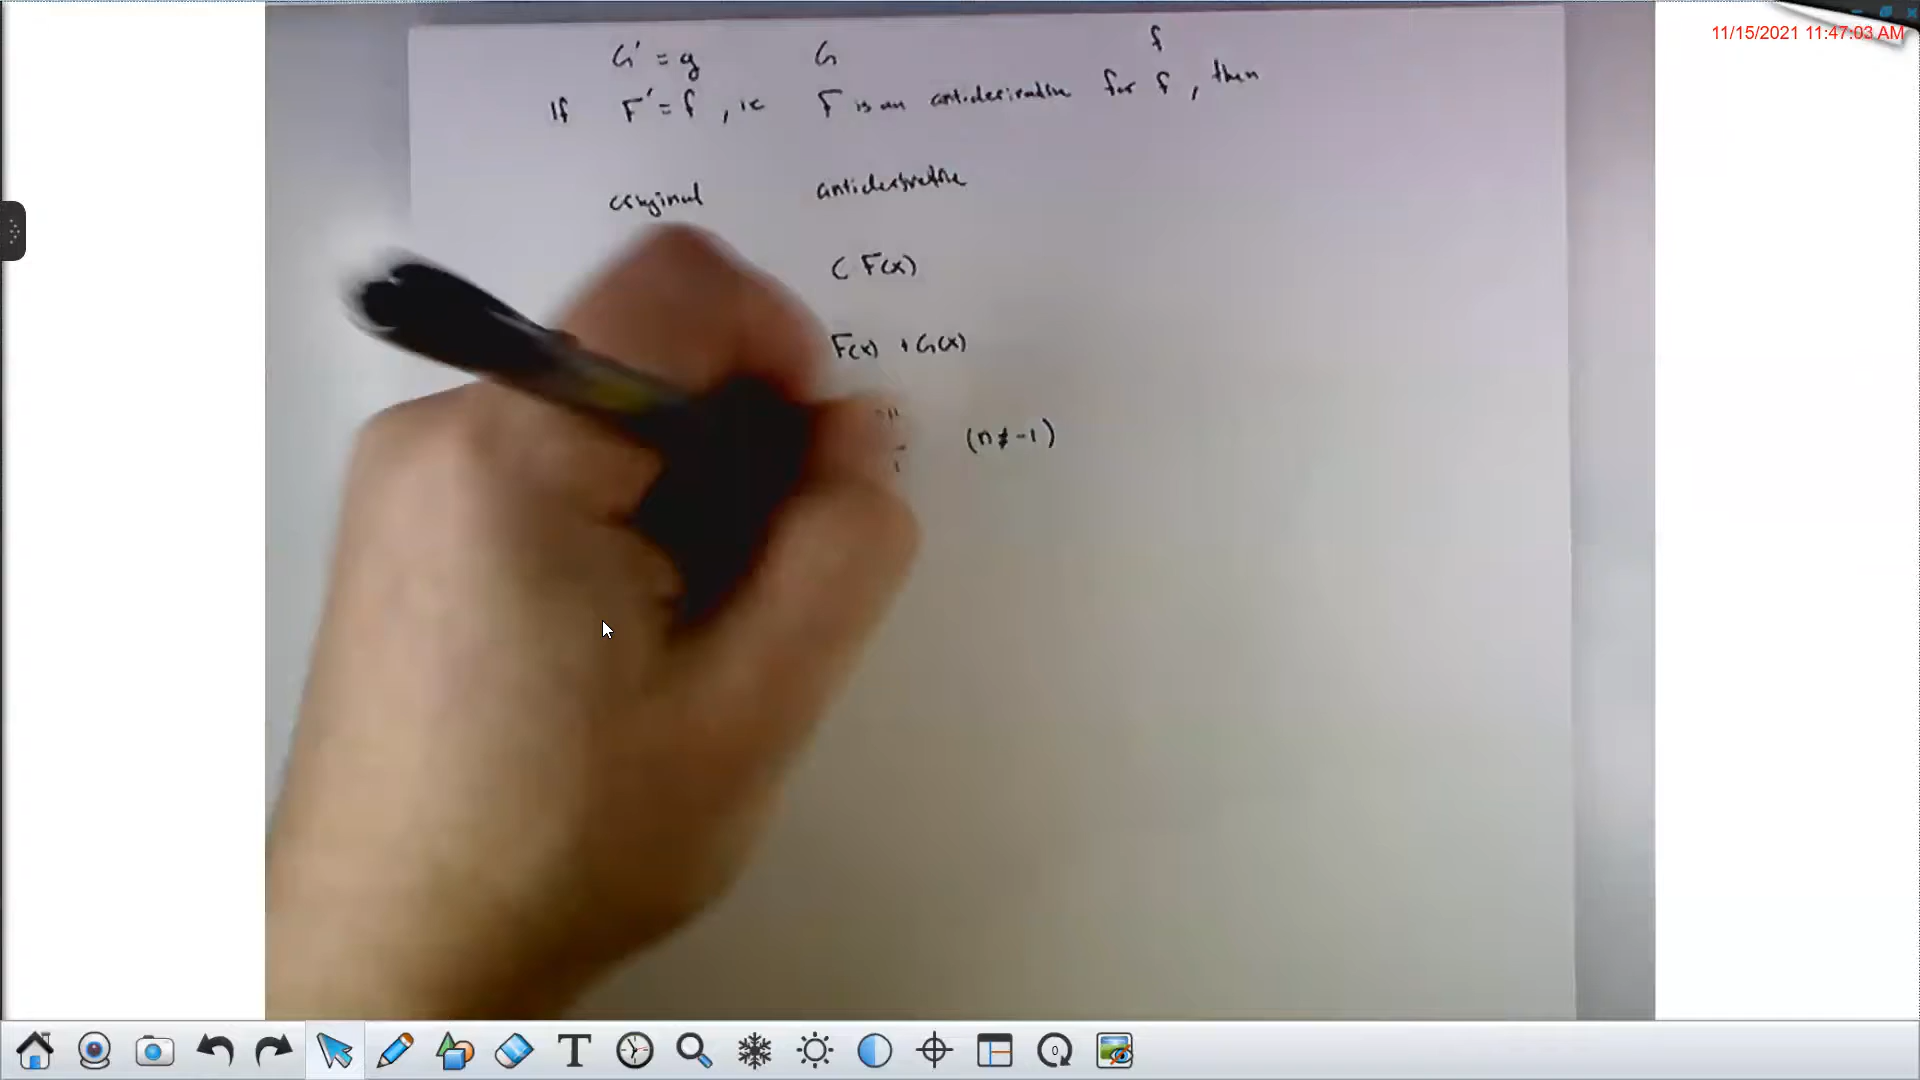 11/15/2021 11:47:03 AM
G' = g G f
If F' = f, ie F is an antiderivative for f, then
original antiderivative
C F(x)
F(x) + G(x)
(n ≠ -1)